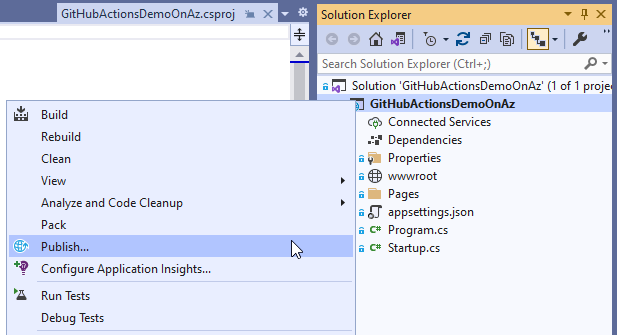 GitHubActionsDemoOnAz.csproj
Solution Explorer
Search Solution Explorer (Ctrl+;)
Solution 'GitHubActionsDemoOnAz' (1 of 1 proje
GitHubActionsDemoOnAz
Connected Services
Dependencies
Properties
wwwroot
Pages
appsettings.json
C# Program.cs
C# Startup.cs
Build
Rebuild
Clean
View
Analyze and Code Cleanup
Pack
Publish...
Configure Application Insights...
Run Tests
Debug Tests